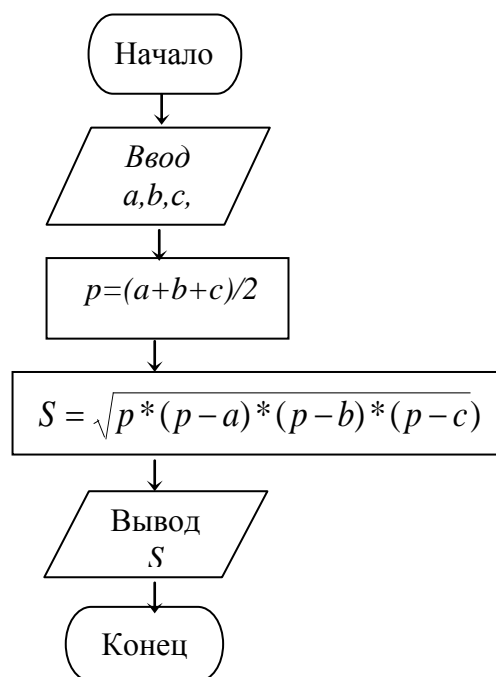 Начало
Ввод
a,b,c,
p=(a+b+c)/2
S = √p*(p−a)*(p−b)*(p−c)
Вывод
S
Конец